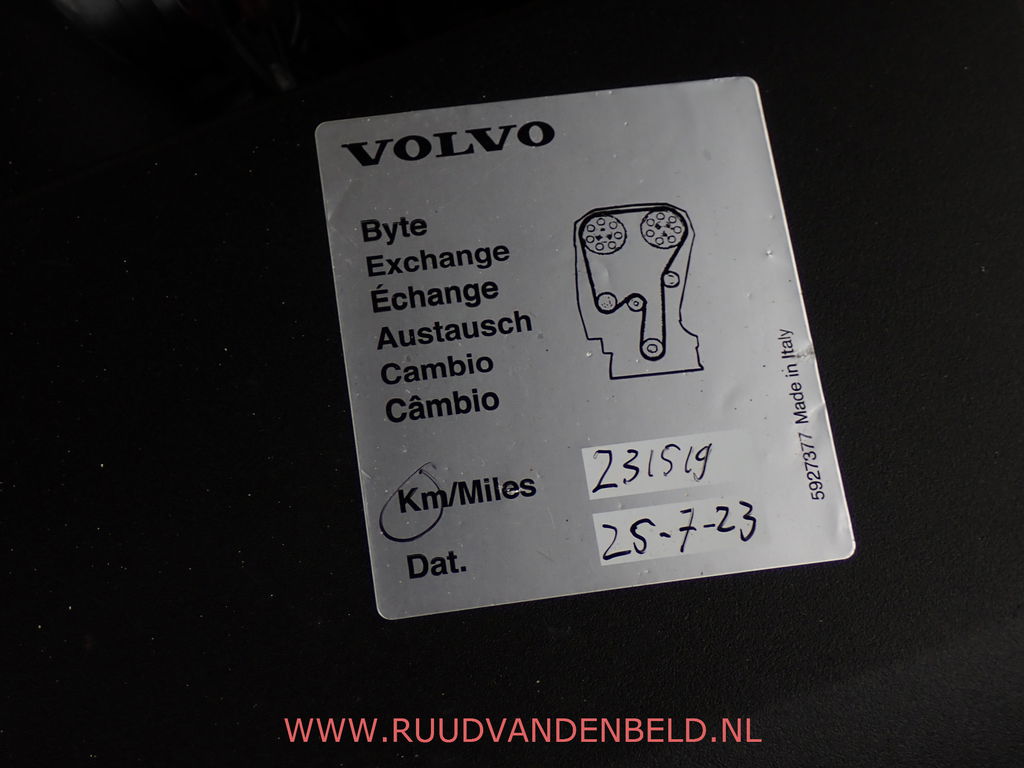 VOLVO
Byte
Exchange
Échange
Austausch
Cambio
Câmbio
Km/Miles 231519
Dat. 25-7-23
5927377 Made in Italy
WWW.RUUDVANDENBELD.NL